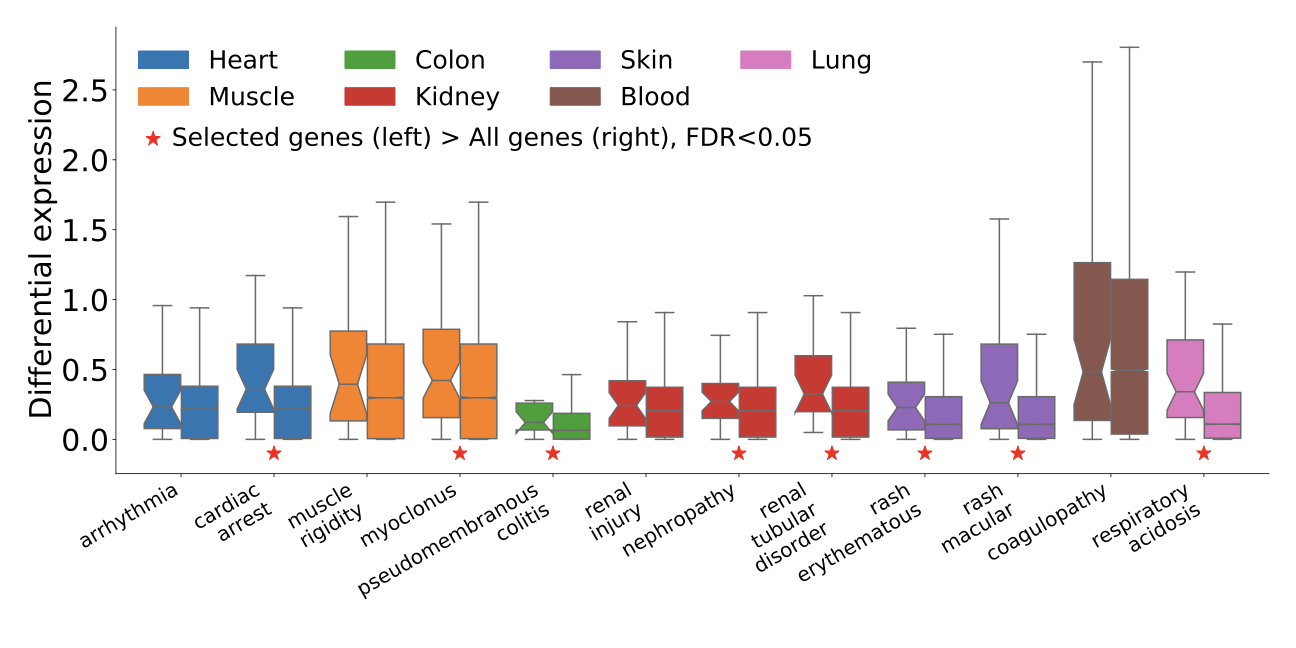 Differential expression
2.5
2.0
1.5
1.0
0.5
0.0
Heart
Colon
Skin
Lung
Muscle
Kidney
Blood
★ Selected genes (left) > All genes (right), FDR<0.05
arrhythmia
cardiac
arrest
muscle
rigidity
myoclonus
pseudomembranous
colitis
renal
injury
nephropathy
renal
tubular
disorder
rash
erythematous
rash
macular
coagulopathy
respiratory
acidosis